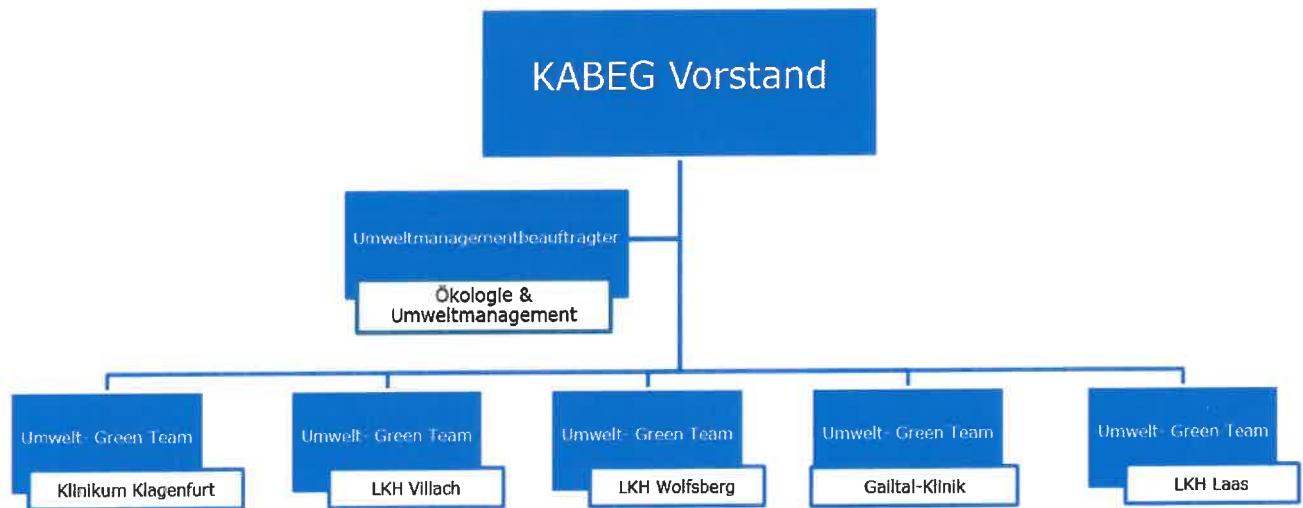 KABEG Vorstand
Umweltmanagementbeauftragter
Ökologie &
Umweltmanagement
Umwelt- Green Team
Klinikum Klagenfurt
Umwelt- Green Team
LKH Villach
Umwelt- Green Team
LKH Wolfsberg
Umwelt- Green Team
Gailtal-Klinik
Umwelt- Green Team
LKH Laas